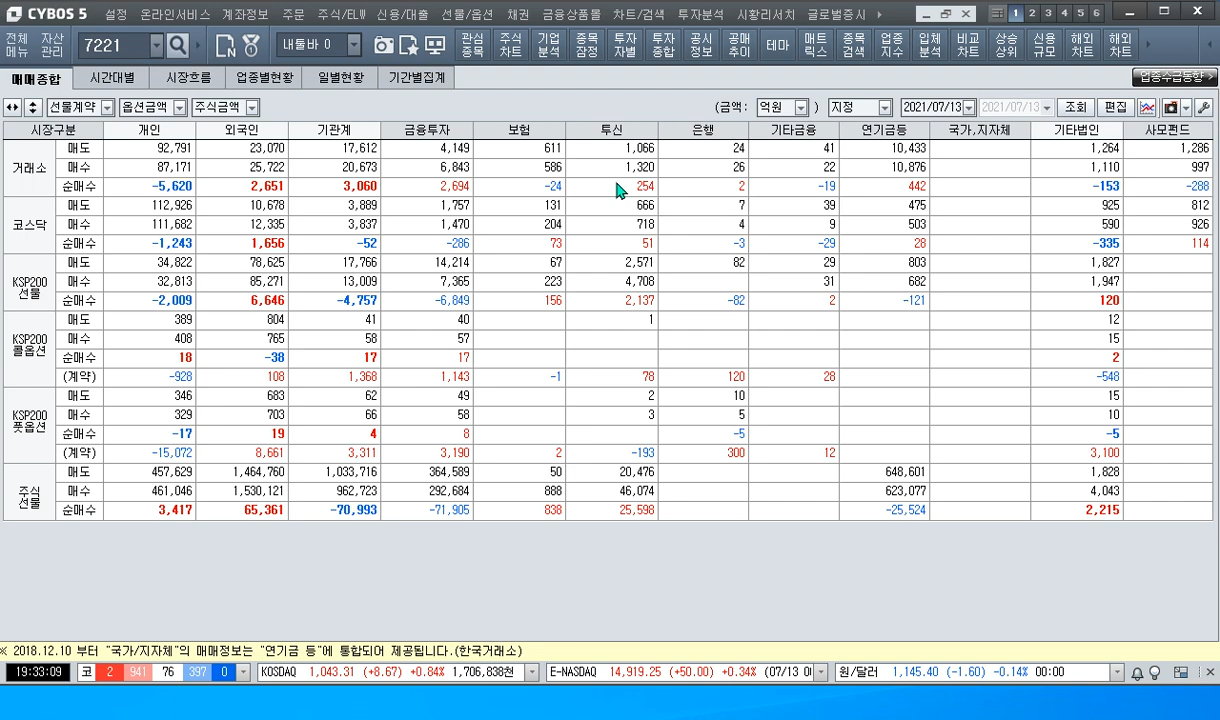 CYBOS 5 설정 온라인서비스 계좌정보 주문 주식/ELW 신용/대출 선물/옵션 채권 금융상품몰 차트/검색 투자분석 시황리서치 글로벌증시 1 2 3 4 5 6
전체메뉴 자산관리 7221 내툴바 0 관심종목 주식차트 기업분석 종목잠정 투자자별 투자종합 공시정보 공매추이 테마 매트릭스 종목검색 업종지수 입체분석 비교차트 상승상위 신용규모 해외차트 해외차트
매매종합 시간대별 시장흐름 업종별현황 일별현황 기간별집계 업종수급동향 >
선물계약 옵션금액 주식금액 (금액: 억원 ) 지정 2021/07/13 2021/07/13 조회 편집
시장구분 개인 외국인 기관계 금융투자 보험 투신 은행 기타금융 연기금등 국가,지자체 기타법인 사모펀드
거래소
매도 92,791 23,070 17,612 4,149 611 1,066 24 41 10,433 1,264 1,286
매수 87,171 25,722 20,673 6,843 586 1,320 26 22 10,876 1,110 997
순매수 -5,620 2,651 3,060 2,694 -24 254 2 -19 442 -153 -288
코스닥
매도 112,926 10,678 3,889 1,757 131 666 7 39 475 925 812
매수 111,682 12,335 3,837 1,470 204 718 4 9 503 590 926
순매수 -1,243 1,656 -52 -286 73 51 -3 -29 28 -335 114
KSP200 선물
매도 34,822 78,625 17,766 14,214 67 2,571 82 29 803 1,827
매수 32,813 85,271 13,009 7,365 223 4,708 31 682 1,947
순매수 -2,009 6,646 -4,757 -6,849 156 2,137 -82 2 -121 120
KSP200 콜옵션
매도 389 804 41 40 1 12
매수 408 765 58 57 15
순매수 18 -38 17 17 2
(계약) -928 108 1,368 1,143 -1 78 120 28 -548
KSP200 풋옵션
매도 346 683 62 49 2 10 15
매수 329 703 66 58 3 5 10
순매수 -17 19 4 8 -5 -5
(계약) -15,072 8,661 3,311 3,190 2 -193 300 12 3,100
주식 선물
매도 457,629 1,464,760 1,033,716 364,589 50 20,476 648,601 1,828
매수 461,046 1,530,121 962,723 292,684 888 46,074 623,077 4,043
순매수 3,417 65,361 -70,993 -71,905 838 25,598 -25,524 2,215
※ 2018.12.10 부터 "국가/지자체"의 매매정보는 "연기금 등"에 통합되어 제공됩니다.(한국거래소)
19:33:09 코 2 941 76 397 0 KOSDAQ 1,043.31 (+8.67) +0.84% 1,706,838천 E-NASDAQ 14,919.25 (+50.00) +0.34% (07/13 원/달러 1,145.40 (-1.60) -0.14% 00:00